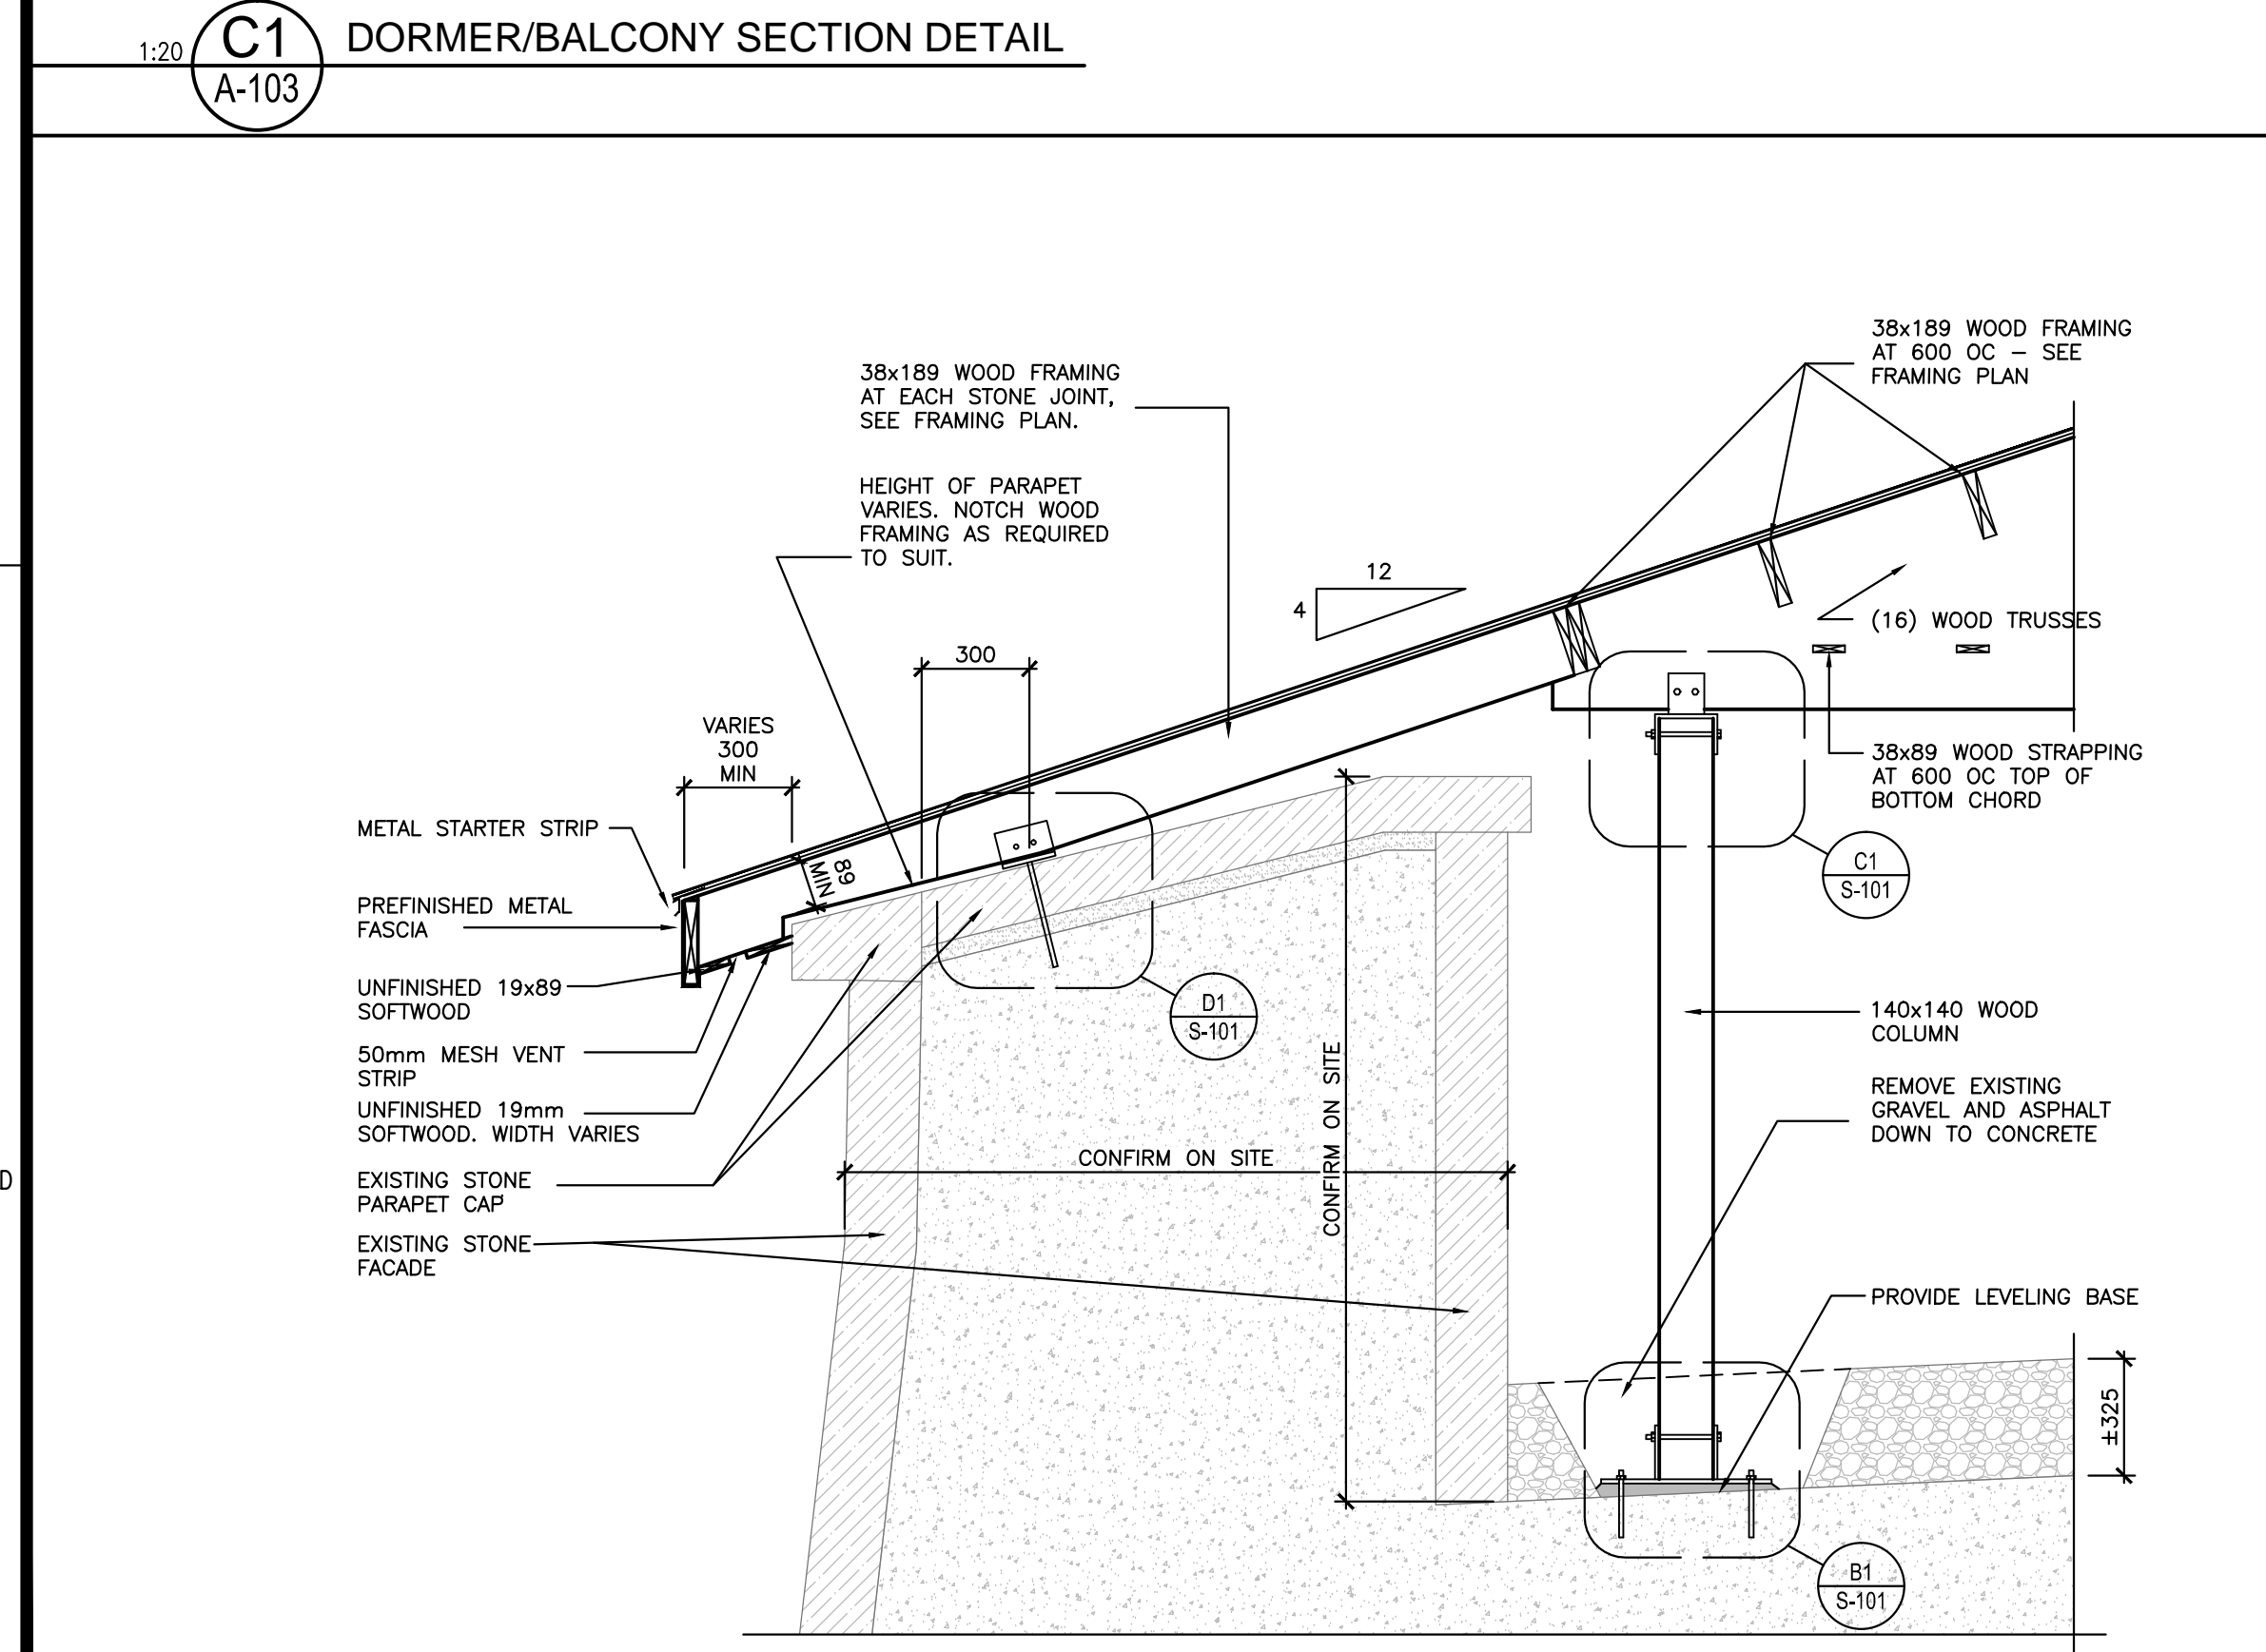 1:20
C1
A-103
DORMER/BALCONY SECTION DETAIL
38x189 WOOD FRAMING
AT 600 OC – SEE
FRAMING PLAN
38x189 WOOD FRAMING
AT EACH STONE JOINT,
SEE FRAMING PLAN.
HEIGHT OF PARAPET
VARIES. NOTCH WOOD
FRAMING AS REQUIRED
TO SUIT.
12
4
(16) WOOD TRUSSES
300
VARIES
300
MIN
38x89 WOOD STRAPPING
AT 600 OC TOP OF
BOTTOM CHORD
METAL STARTER STRIP
89
MIN
C1
S-101
PREFINISHED METAL
FASCIA
UNFINISHED 19x89
SOFTWOOD
D1
S-101
140x140 WOOD
COLUMN
50mm MESH VENT
STRIP
REMOVE EXISTING
GRAVEL AND ASPHALT
DOWN TO CONCRETE
UNFINISHED 19mm
SOFTWOOD. WIDTH VARIES
CONFIRM ON SITE
CONFIRM ON SITE
EXISTING STONE
PARAPET CAP
D
EXISTING STONE
FACADE
PROVIDE LEVELING BASE
±325
B1
S-101